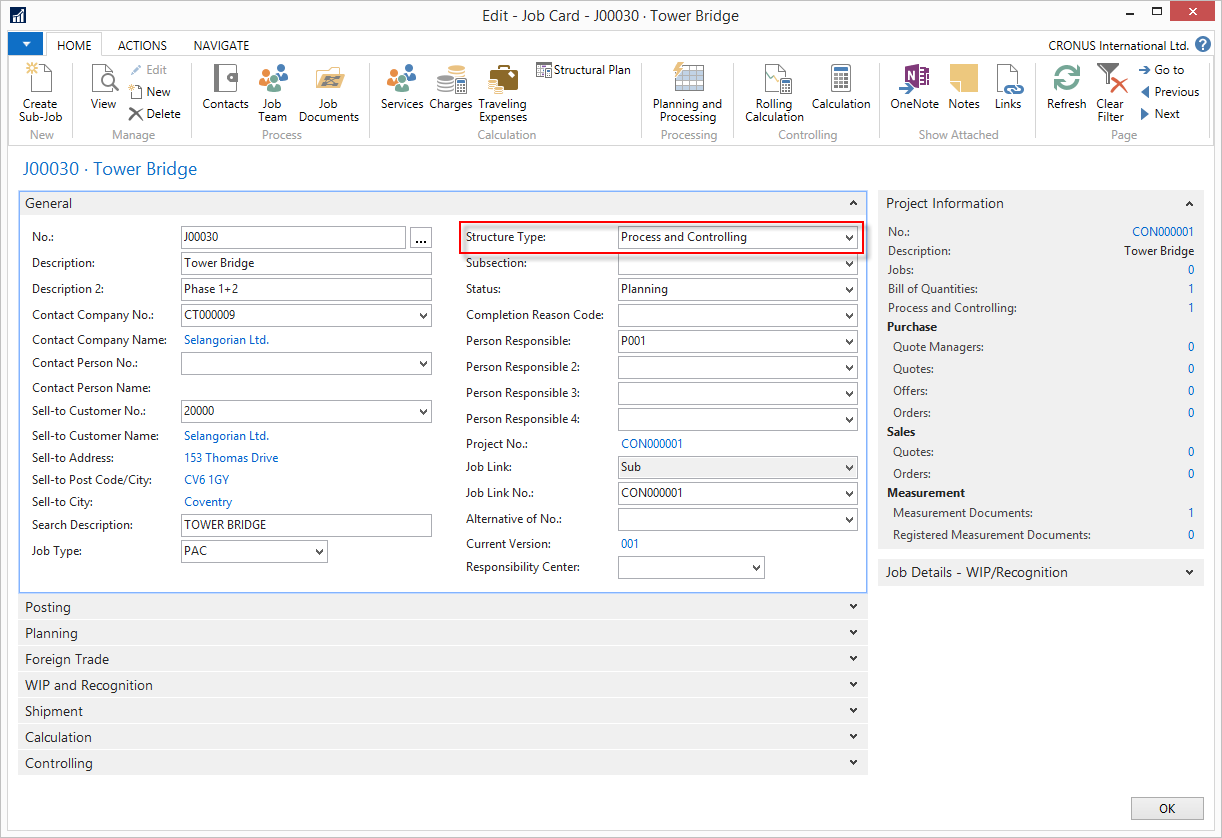 Edit - Job Card - J00030 · Tower Bridge
HOME ACTIONS NAVIGATE CRONUS International Ltd. ?
Create Sub-Job
New
View
Edit
New
Delete
Manage
Contacts
Job Team
Job Documents
Process
Services
Charges
Traveling Expenses
Structural Plan
Calculation
Planning and Processing
Processing
Rolling Calculation
Calculation
Controlling
OneNote
Notes
Links
Show Attached
Refresh
Clear Filter
Go to
Previous
Next
Page
J00030 · Tower Bridge
General
No.: J00030 ...
Description: Tower Bridge
Description 2: Phase 1+2
Contact Company No.: CT000009
Contact Company Name: Selangorian Ltd.
Contact Person No.:
Contact Person Name:
Sell-to Customer No.: 20000
Sell-to Customer Name: Selangorian Ltd.
Sell-to Address: 153 Thomas Drive
Sell-to Post Code/City: CV6 1GY
Sell-to City: Coventry
Search Description: TOWER BRIDGE
Job Type: PAC
Structure Type: Process and Controlling
Subsection:
Status: Planning
Completion Reason Code:
Person Responsible: P001
Person Responsible 2:
Person Responsible 3:
Person Responsible 4:
Project No.: CON000001
Job Link: Sub
Job Link No.: CON000001
Alternative of No.:
Current Version: 001
Responsibility Center:
Posting
Planning
Foreign Trade
WIP and Recognition
Shipment
Calculation
Controlling
Project Information
No.: CON000001
Description: Tower Bridge
Jobs: 0
Bill of Quantities: 1
Process and Controlling: 1
Purchase
Quote Managers: 0
Quotes: 0
Offers: 0
Orders: 0
Sales
Quotes: 0
Orders: 0
Measurement
Measurement Documents: 1
Registered Measurement Documents: 0
Job Details - WIP/Recognition
OK